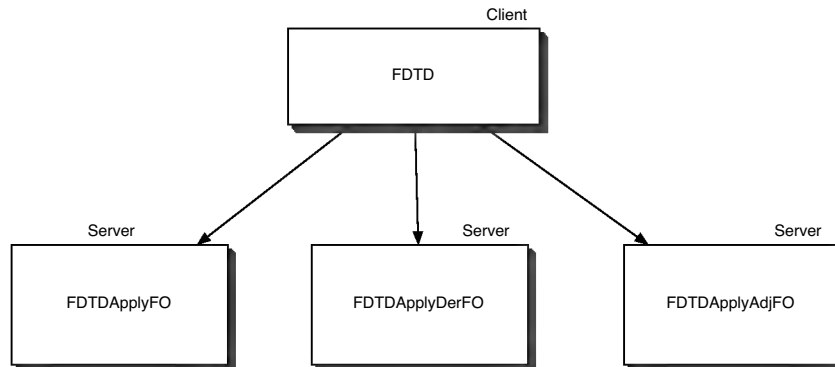 Client
FDTD
Server
Server
Server
FDTDApplyFO
FDTDApplyDerFO
FDTDApplyAdjFO